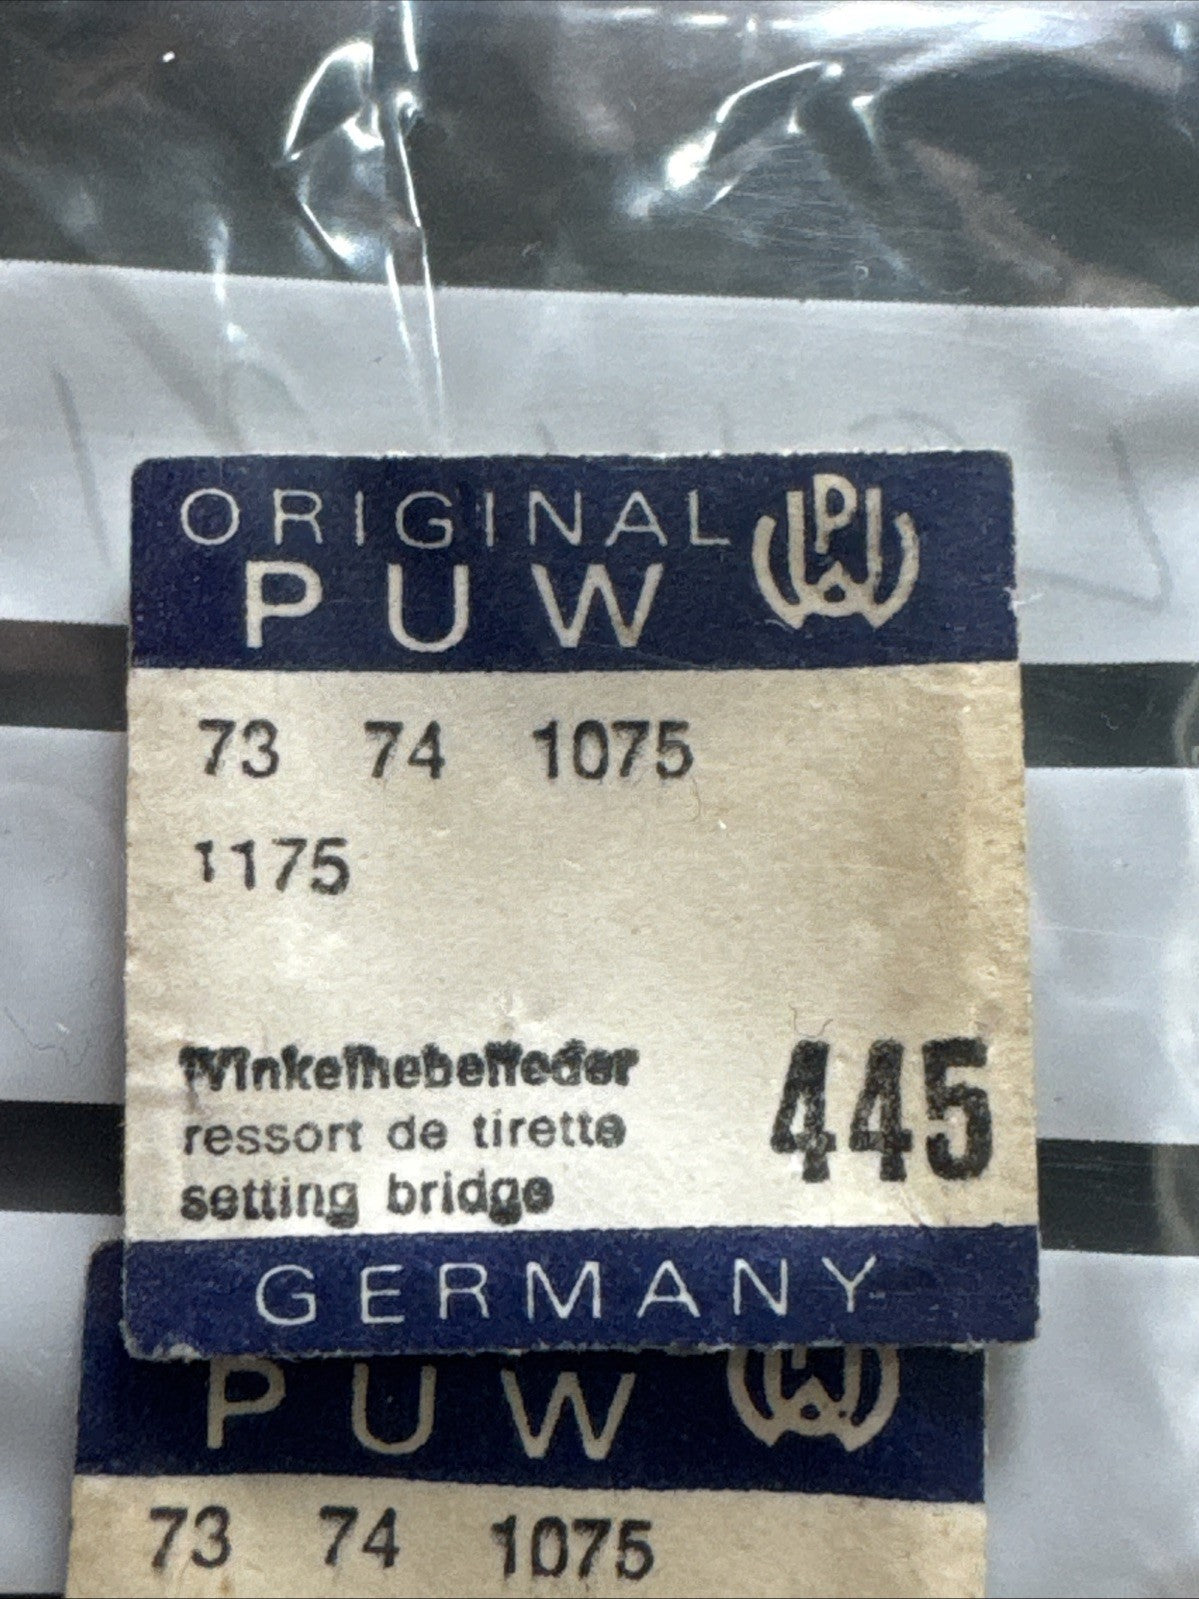 ORIGINAL
PUW
73 74 1075
1175
Winkelhebelfeder
ressort de tirette
setting bridge
445
GERMANY
PUW
73 74 1075